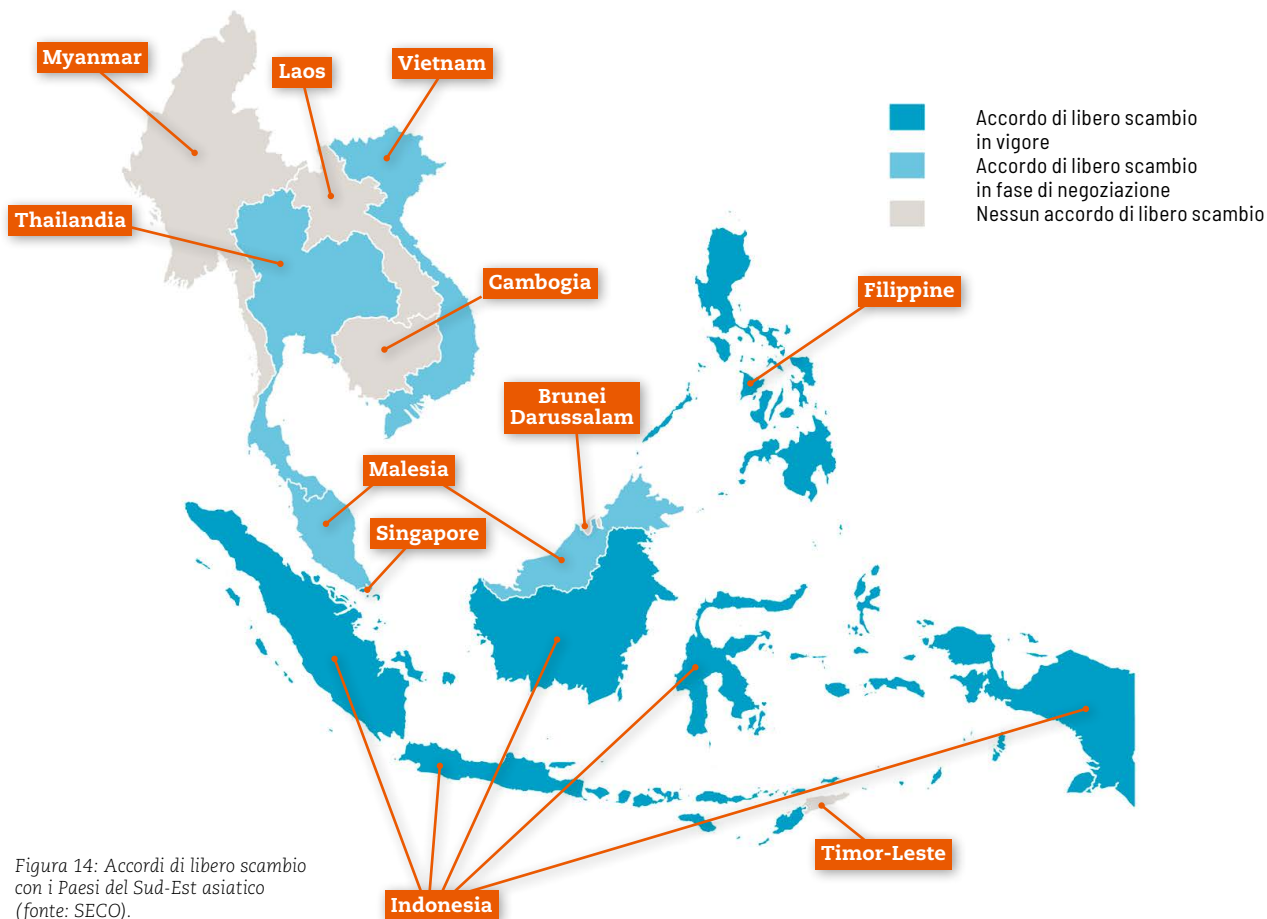 Myanmar
Laos
Vietnam
Accordo di libero scambio
in vigore
Accordo di libero scambio
in fase di negoziazione
Nessun accordo di libero scambio
Thailandia
Cambogia
Filippine
Brunei
Darussalam
Malesia
Singapore
Timor-Leste
Indonesia
Figura 14: Accordi di libero scambio
con i Paesi del Sud-Est asiatico
(fonte: SECO).